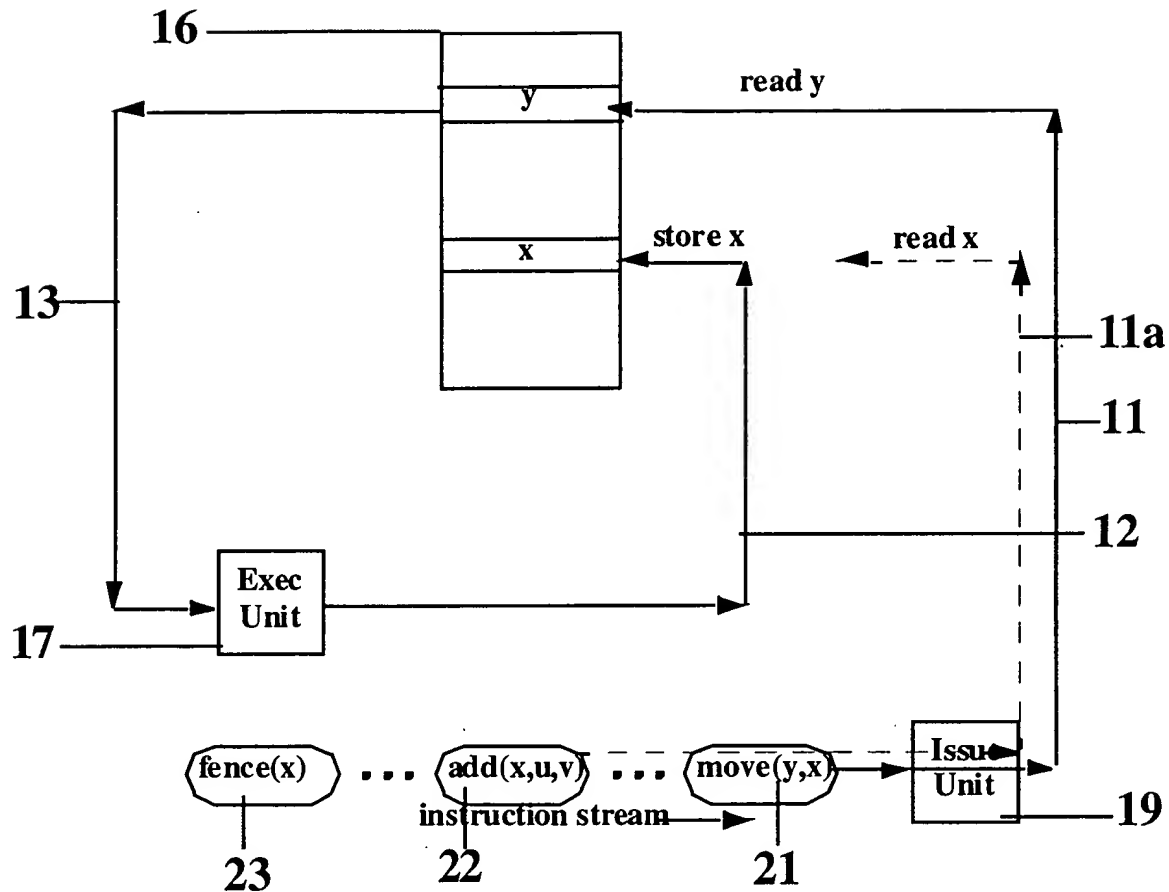 16
read y
y
store x
read x
x
13
11a
11
12
Exec
Unit
17
fence(x)
add(x,u,v)
move(y,x)
Issue
Unit
instruction stream
19
23
22
21